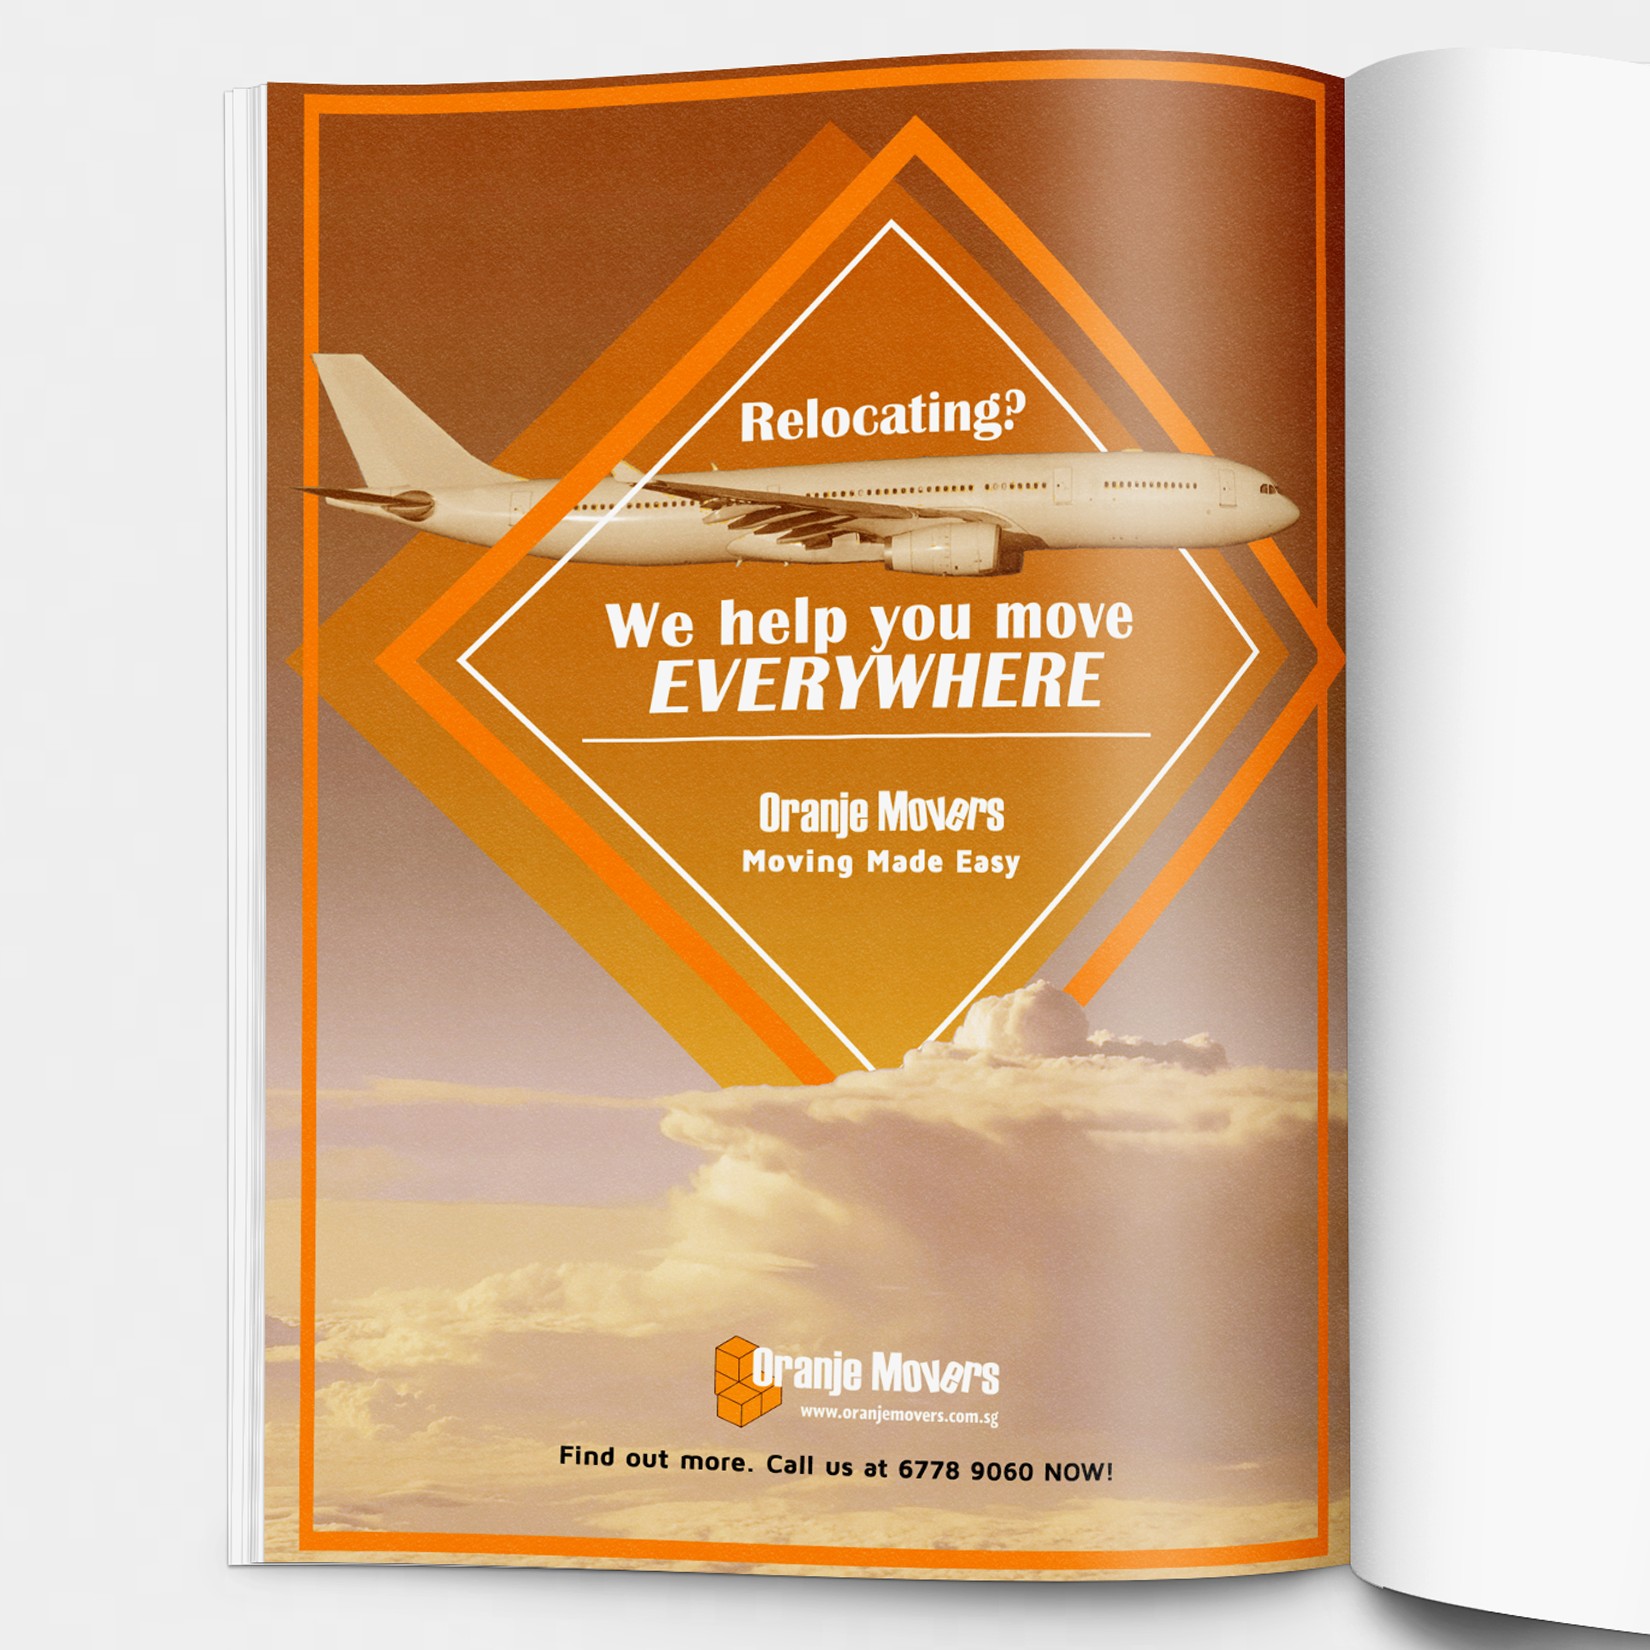 Relocating?
We help you move
EVERYWHERE
Oranje Movers
Moving Made Easy
Oranje Movers
www.oranjemovers.com.sg
Find out more. Call us at 6778 9060 NOW!